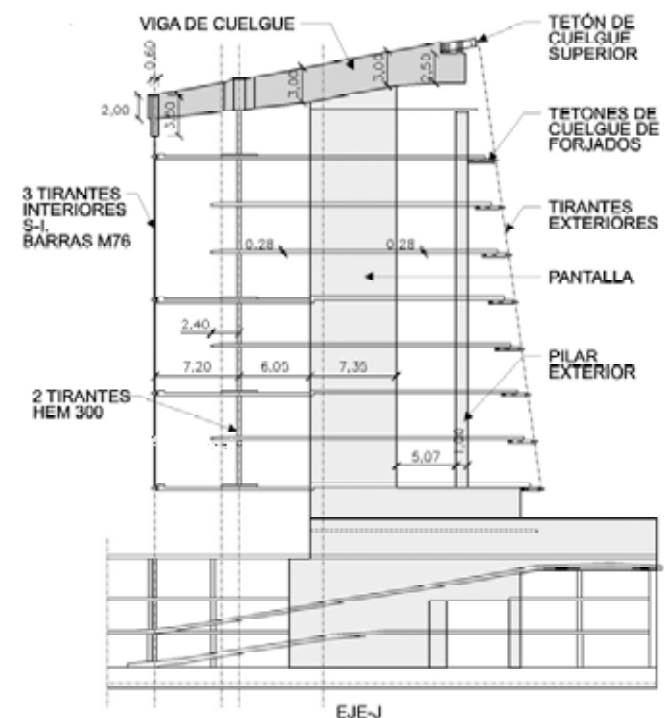 VIGA DE CUELGUE
TETÓN DE
CUELGUE
SUPERIOR
0,60
2,00
3,00
3,00
2,50
TETONES DE
CUELGUE DE
FORJADOS
3 TIRANTES
INTERIORES
S-I.
BARRAS M76
TIRANTES
EXTERIORES
0.28
0.28
PANTALLA
2,40
7,20
6,00
7,30
PILAR
EXTERIOR
2 TIRANTES
HEM 300
5,07
1,00
EJE-J